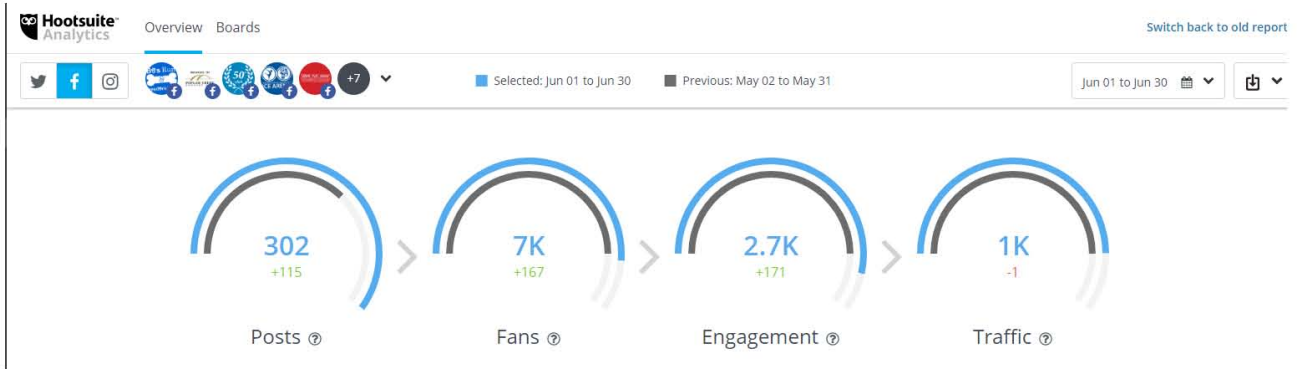 Hootsuite™
Analytics
Overview Boards
Switch back to old report
+7
Selected: Jun 01 to Jun 30
Previous: May 02 to May 31
Jun 01 to Jun 30
302
+115
7K
+167
2.7K
+171
1K
-1
Posts ?
Fans ?
Engagement ?
Traffic ?